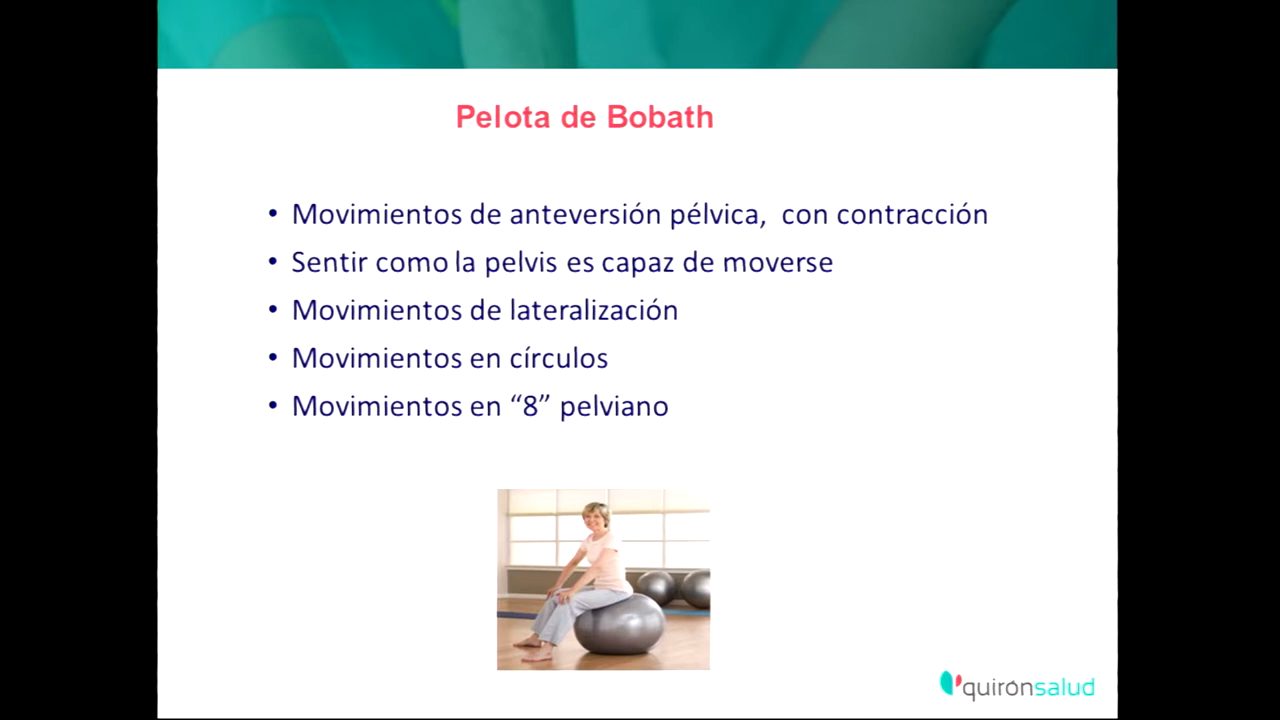 Pelota de Bobath
• Movimientos de anteversión pélvica, con contracción
• Sentir como la pelvis es capaz de moverse
• Movimientos de lateralización
• Movimientos en círculos
• Movimientos en “8” pelviano
quirónsalud